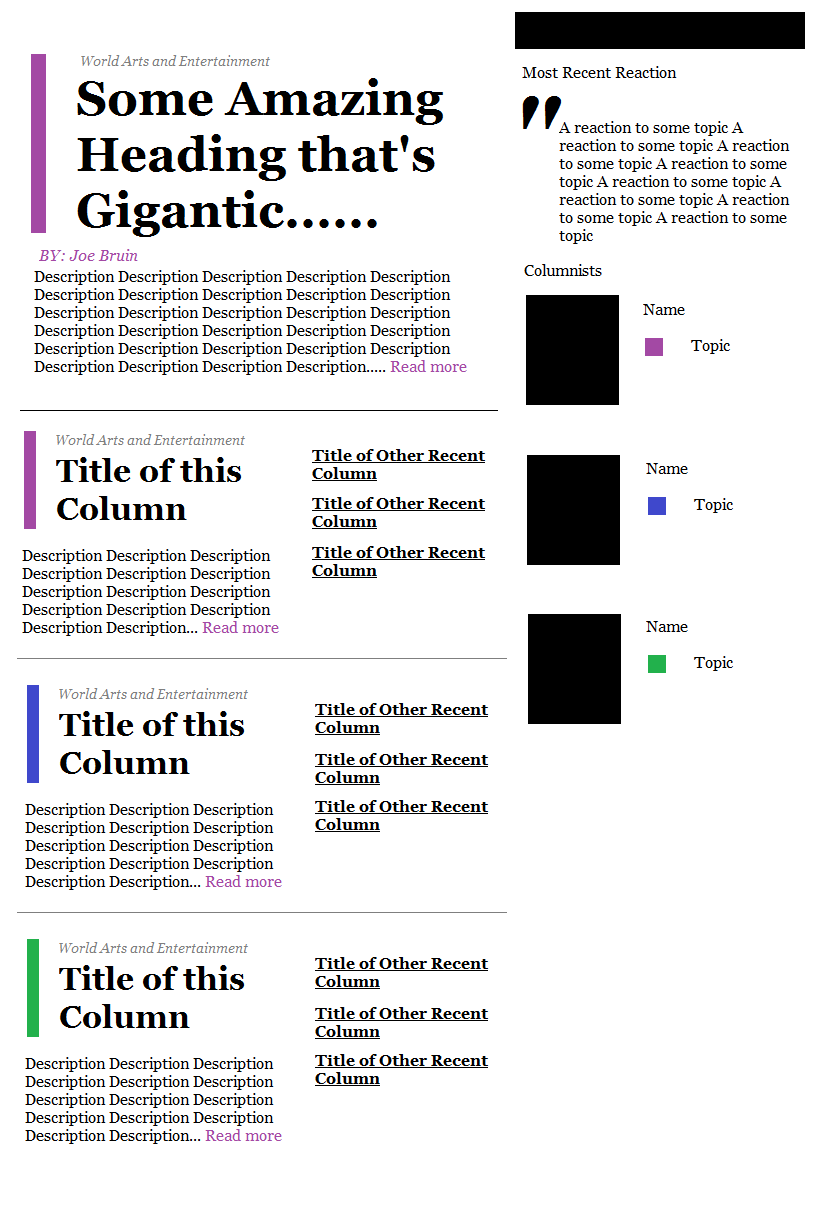 World Arts and Entertainment
Some Amazing
Heading that's
Gigantic......
BY: Joe Bruin
Description Description Description Description Description
Description Description Description Description Description
Description Description Description Description Description
Description Description Description Description Description
Description Description Description Description Description
Description Description Description Description..... Read more
World Arts and Entertainment
Title of this
Column
Description Description Description
Description Description Description
Description Description Description
Description Description Description
Description Description... Read more
Title of Other Recent
Column
Title of Other Recent
Column
Title of Other Recent
Column
World Arts and Entertainment
Title of this
Column
Description Description Description
Description Description Description
Description Description Description
Description Description Description
Description Description... Read more
Title of Other Recent
Column
Title of Other Recent
Column
Title of Other Recent
Column
World Arts and Entertainment
Title of this
Column
Description Description Description
Description Description Description
Description Description Description
Description Description Description
Description Description... Read more
Title of Other Recent
Column
Title of Other Recent
Column
Title of Other Recent
Column
Most Recent Reaction
"A reaction to some topic A
reaction to some topic A reaction
to some topic A reaction to some
topic A reaction to some topic A
reaction to some topic A reaction
to some topic A reaction to some
topic
Columnists
Name
Topic
Name
Topic
Name
Topic